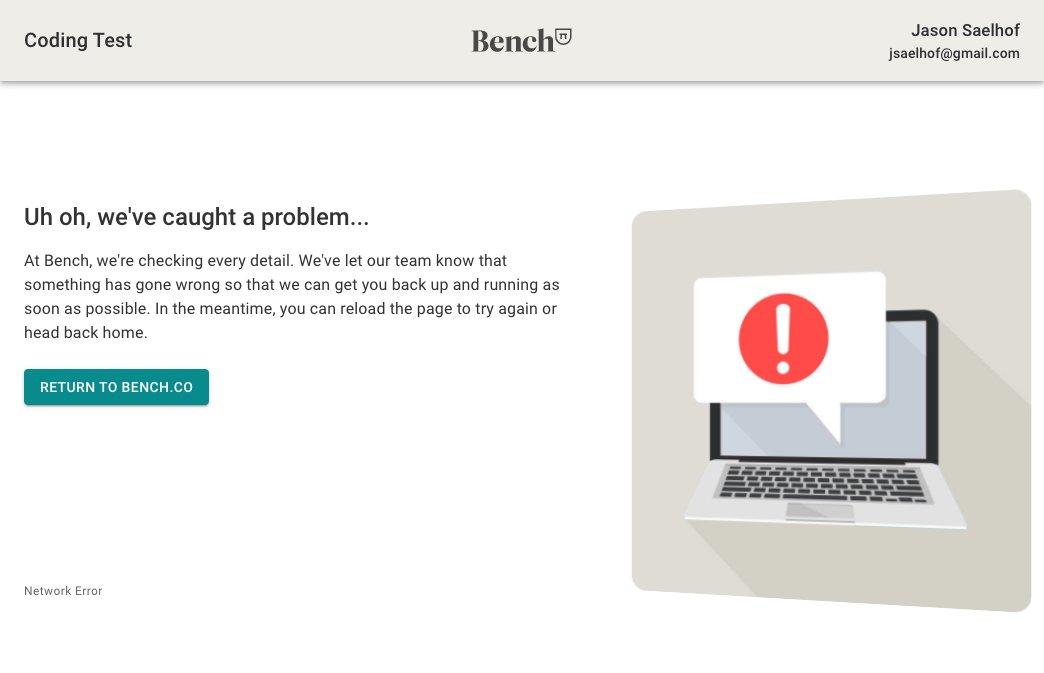 Coding Test
Bench
Jason Saelhof
jsaelhof@gmail.com
Uh oh, we've caught a problem...
At Bench, we're checking every detail. We've let our team know that
something has gone wrong so that we can get you back up and running as
soon as possible. In the meantime, you can reload the page to try again or
head back home.
RETURN TO BENCH.CO
Network Error